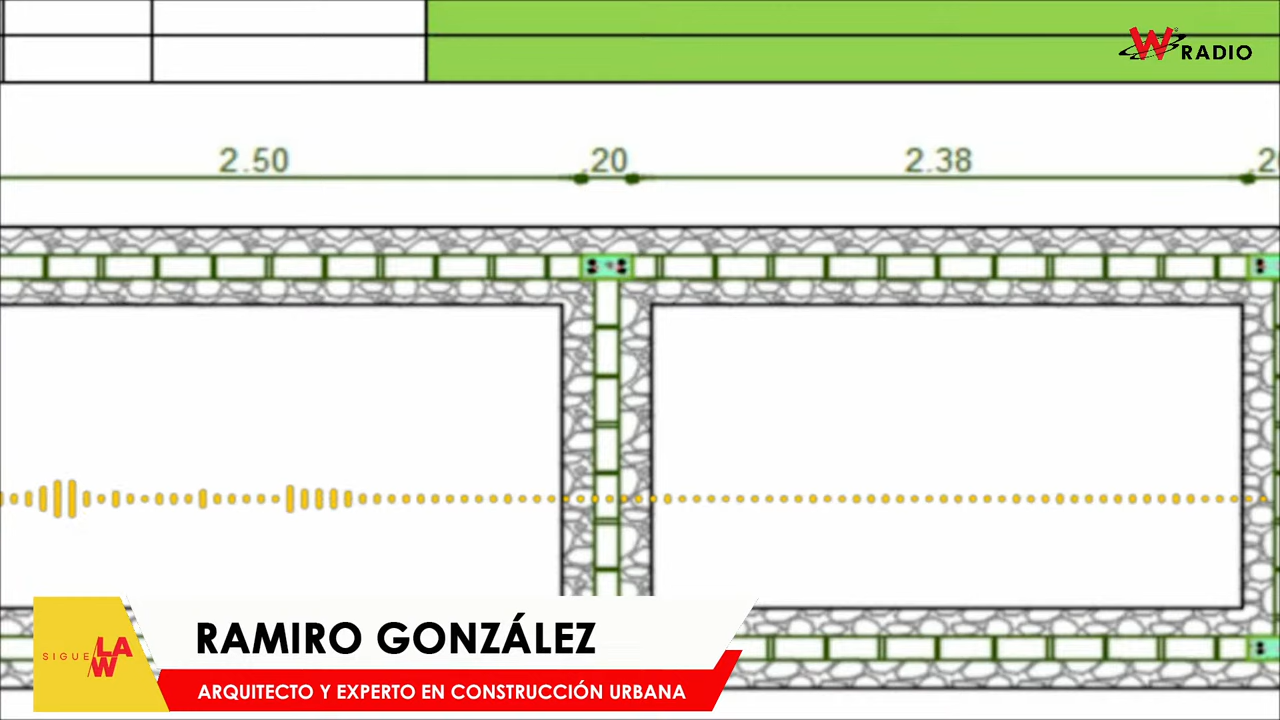 W RADIO
2.50
.20
2.38
RAMIRO GONZÁLEZ
SIGUE LA W
ARQUITECTO Y EXPERTO EN CONSTRUCCIÓN URBANA